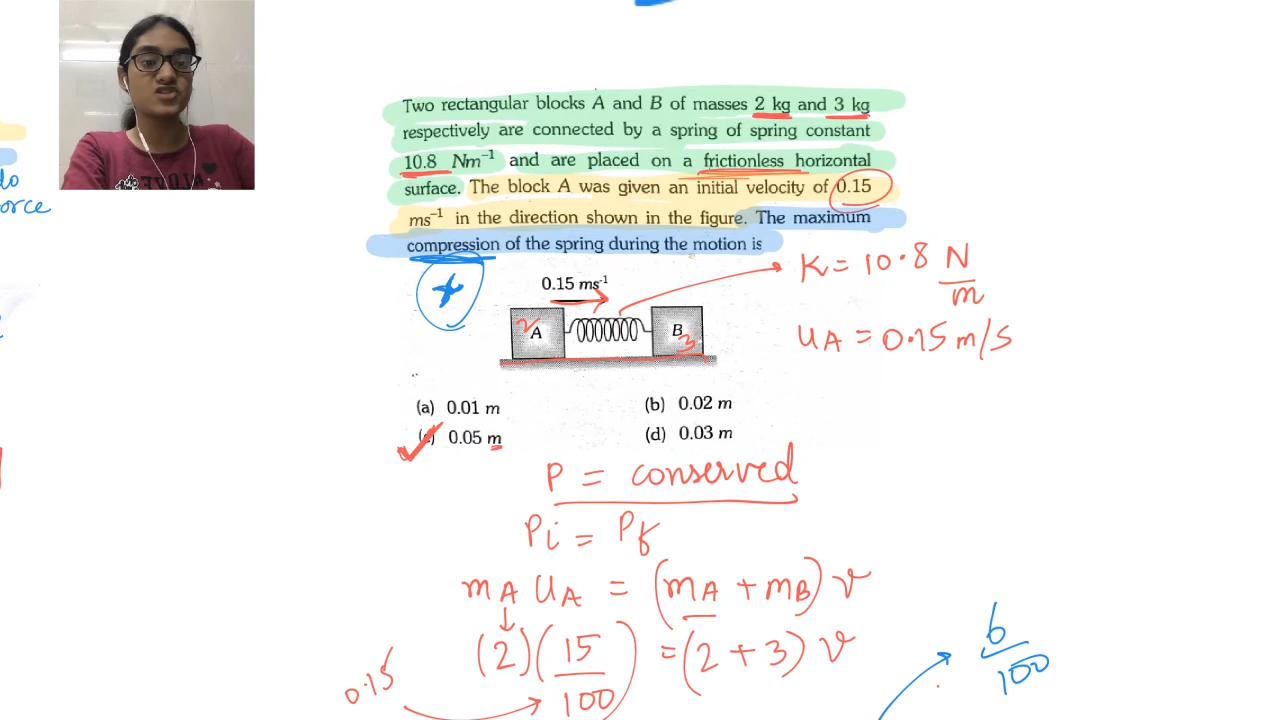 do
orce
Two rectangular blocks A and B of masses 2 kg and 3 kg
respectively are connected by a spring of spring constant
10.8 Nm⁻¹ and are placed on a frictionless horizontal
surface. The block A was given an initial velocity of 0.15
ms⁻¹ in the direction shown in the figure. The maximum
compression of the spring during the motion is
0.15 ms⁻¹
2 A
B 3
K = 10.8 N/m
uA = 0.15 m/s
(a) 0.01 m
(b) 0.02 m
(c) 0.05 m
(d) 0.03 m
P = conserved
Pi = Pf
mA uA = (mA + mB) v
(2) (15/100) = (2 + 3) v
0.15
6/100